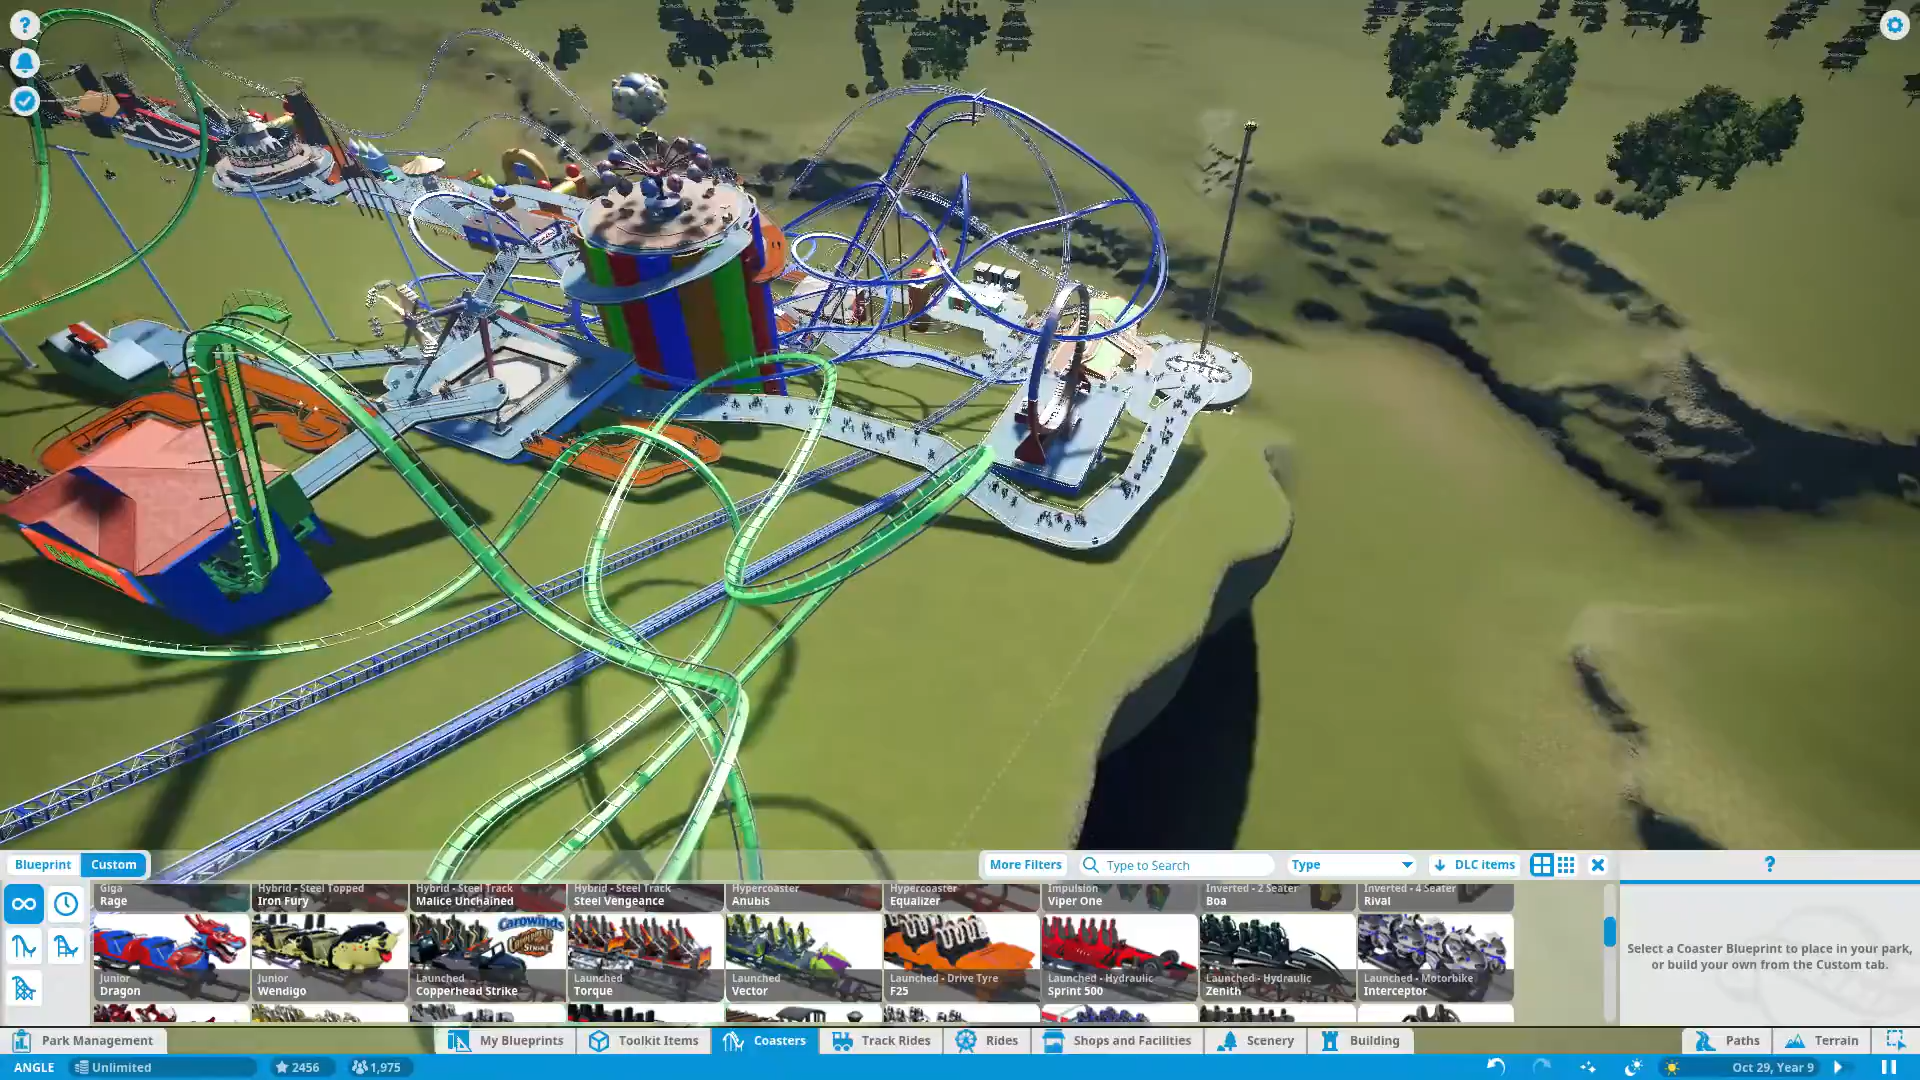 Blueprint
Custom
More Filters
Type to Search
Type
DLC items
Giga
Rage
Hybrid - Steel Topped
Iron Fury
Hybrid - Steel Track
Malice Unchained
Hybrid - Steel Track
Steel Vengeance
Hypercoaster
Anubis
Hypercoaster
Equalizer
Impulsion
Viper One
Inverted - 2 Seater
Boa
Inverted - 4 Seater
Rival
Junior
Dragon
Junior
Wendigo
Carowinds
Copperhead
Strike
Launched
Copperhead Strike
Launched
Torque
Launched
Vector
Launched - Drive Tyre
F25
Launched - Hydraulic
Sprint 500
Launched - Hydraulic
Zenith
Launched - Motorbike
Interceptor
?
?
Select a Coaster Blueprint to place in your park,
or build your own from the Custom tab.
Park Management
My Blueprints
Toolkit Items
Coasters
Track Rides
Rides
Shops and Facilities
Scenery
Building
Paths
Terrain
ANGLE
Unlimited
2456
1,975
Oct 29, Year 9